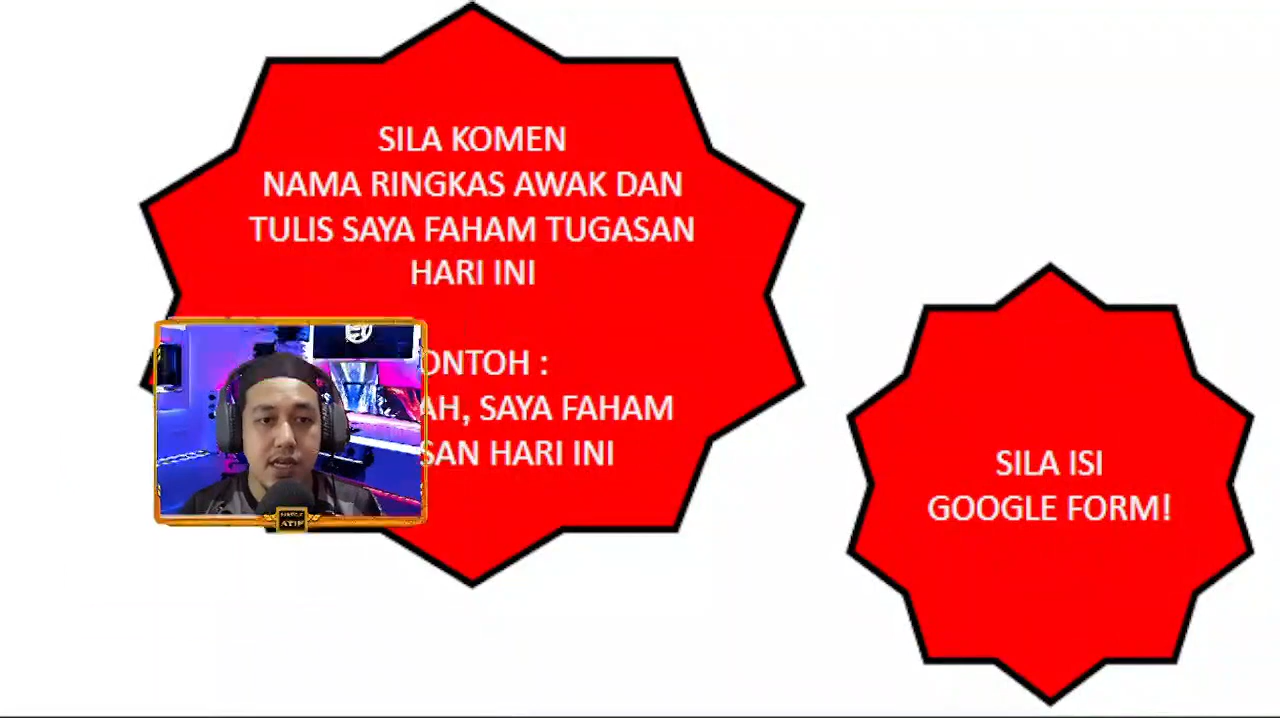 SILA KOMEN
NAMA RINGKAS AWAK DAN
TULIS SAYA FAHAM TUGASAN
HARI INI
ONTOH :
AH, SAYA FAHAM
SAN HARI INI
ATIF
SILA ISI
GOOGLE FORM!